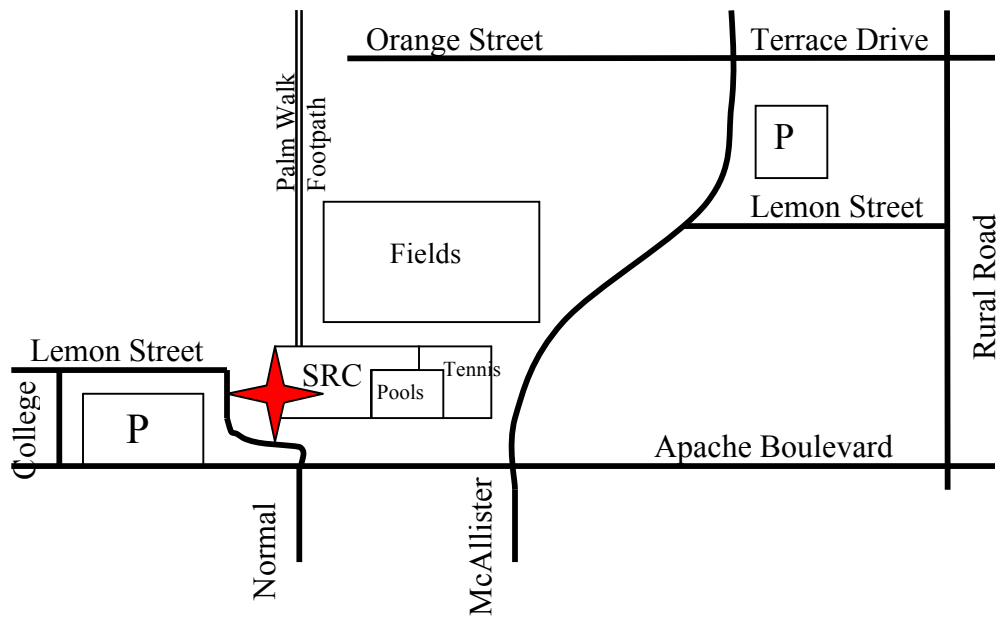 Orange Street
Terrace Drive
Palm Walk
Footpath
P
Lemon Street
Fields
Rural Road
Lemon Street
SRC
Tennis
Pools
College
P
Apache Boulevard
Normal
McAllister